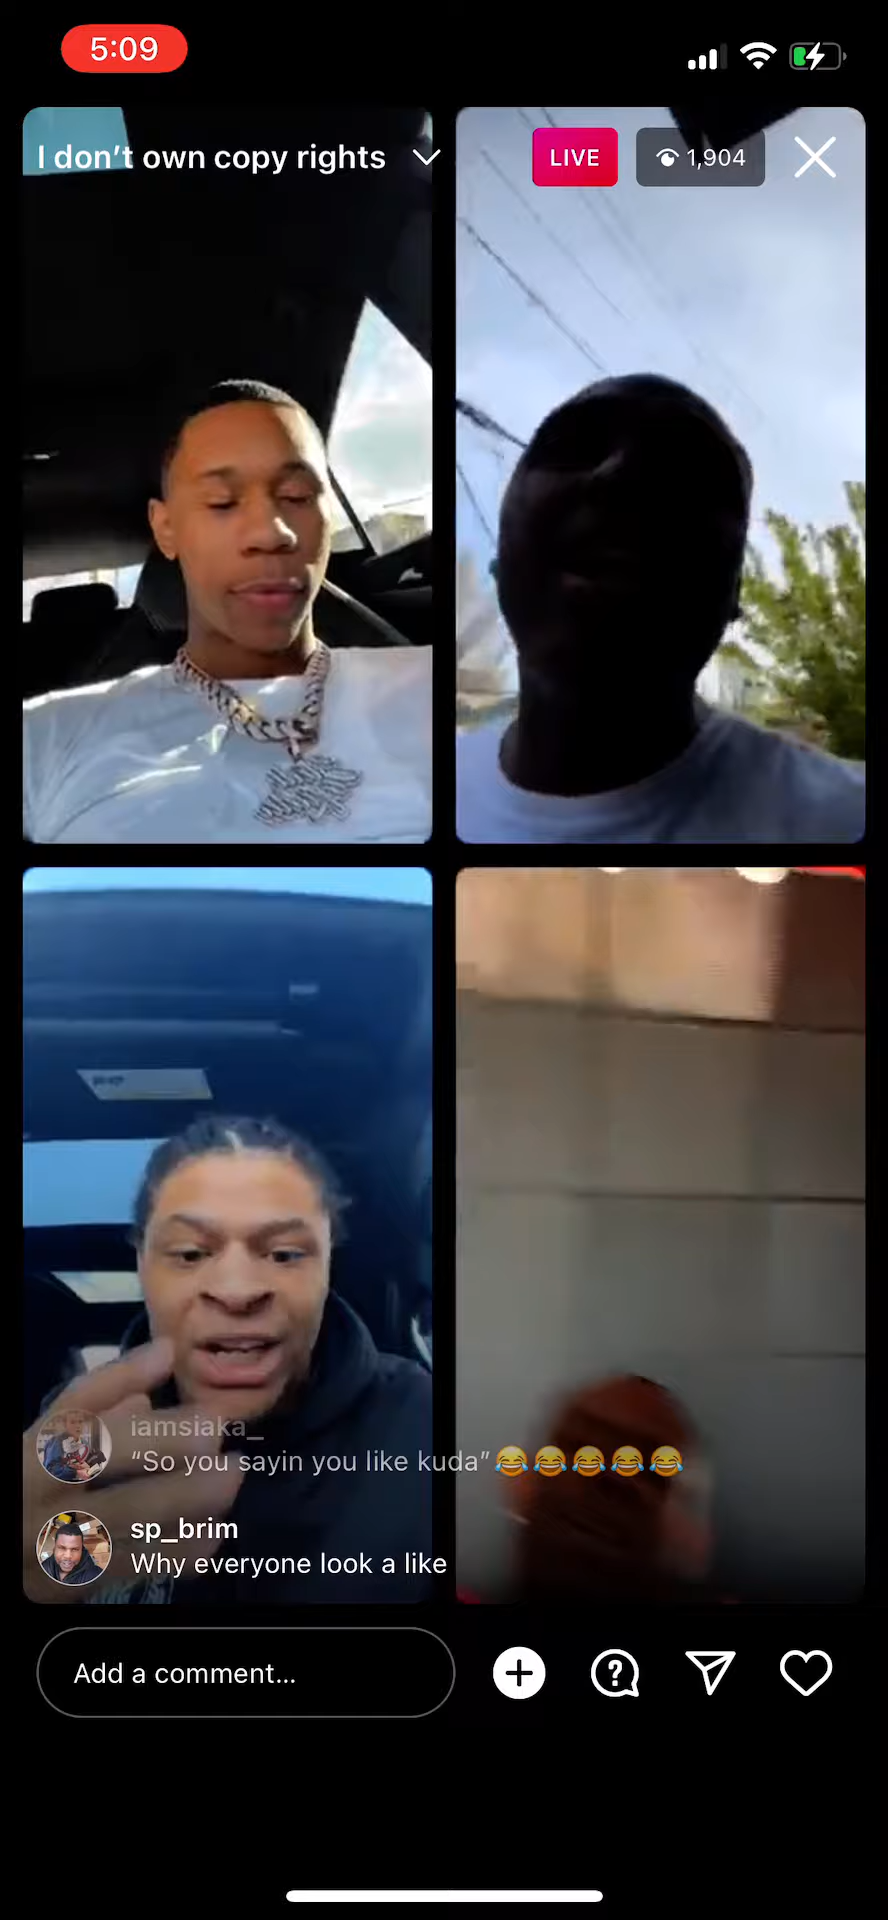 5:09
I don't own copy rights
LIVE
1,904
iamsiaka_
"So you sayin you like kuda"😂😂😂😂😂
sp_brim
Why everyone look a like
Add a comment...